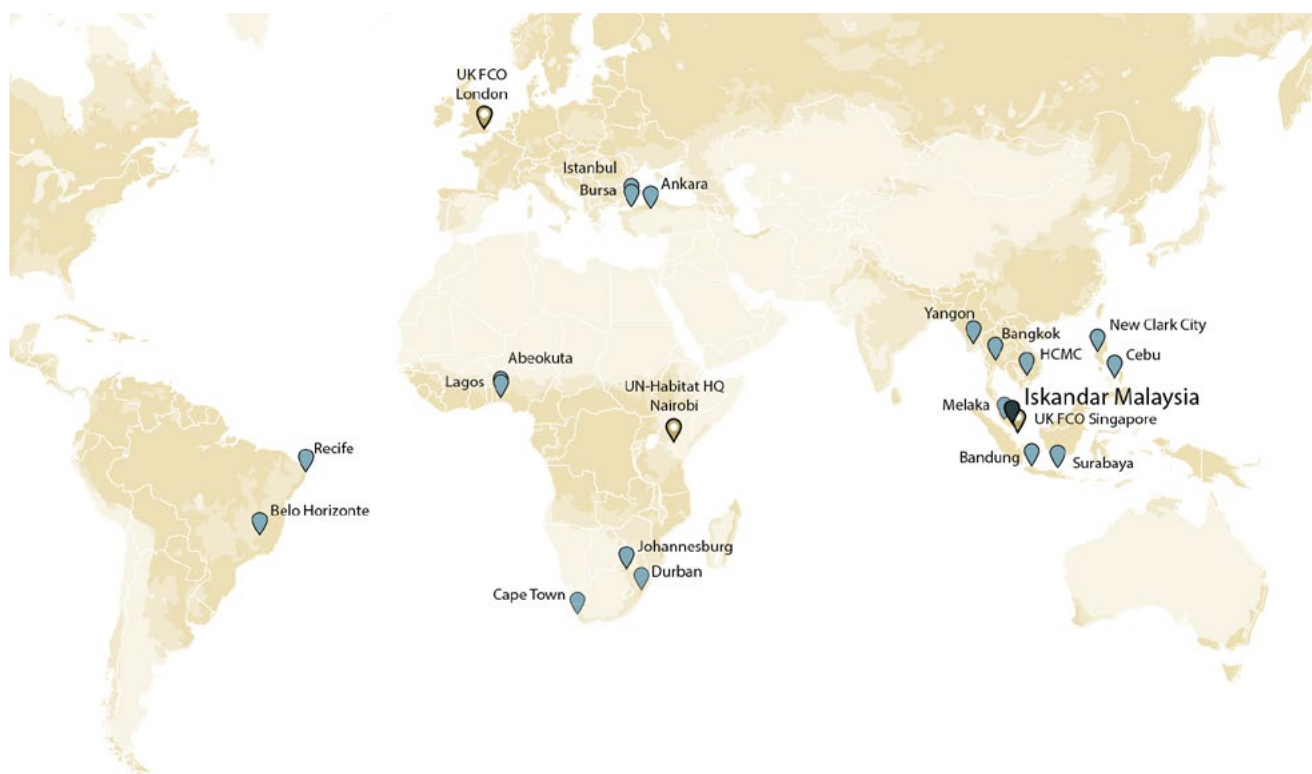 UK FCO
London
Istanbul
Bursa
Ankara
Yangon
Bangkok
New Clark City
HCMC
Cebu
Abeokuta
Lagos
UN-Habitat HQ
Nairobi
Melaka
Iskandar Malaysia
UK FCO Singapore
Recife
Bandung
Surabaya
Belo Horizonte
Johannesburg
Durban
Cape Town